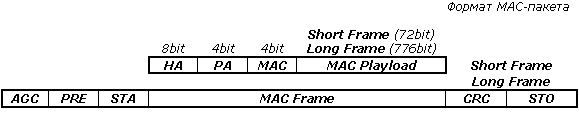 Формат MAC-пакета
Short Frame (72bit)
8bit 4bit 4bit Long Frame (776bit)
HA PA MAC MAC Playload
Short Frame
Long Frame
AGC PRE STA MAC Frame CRC STO